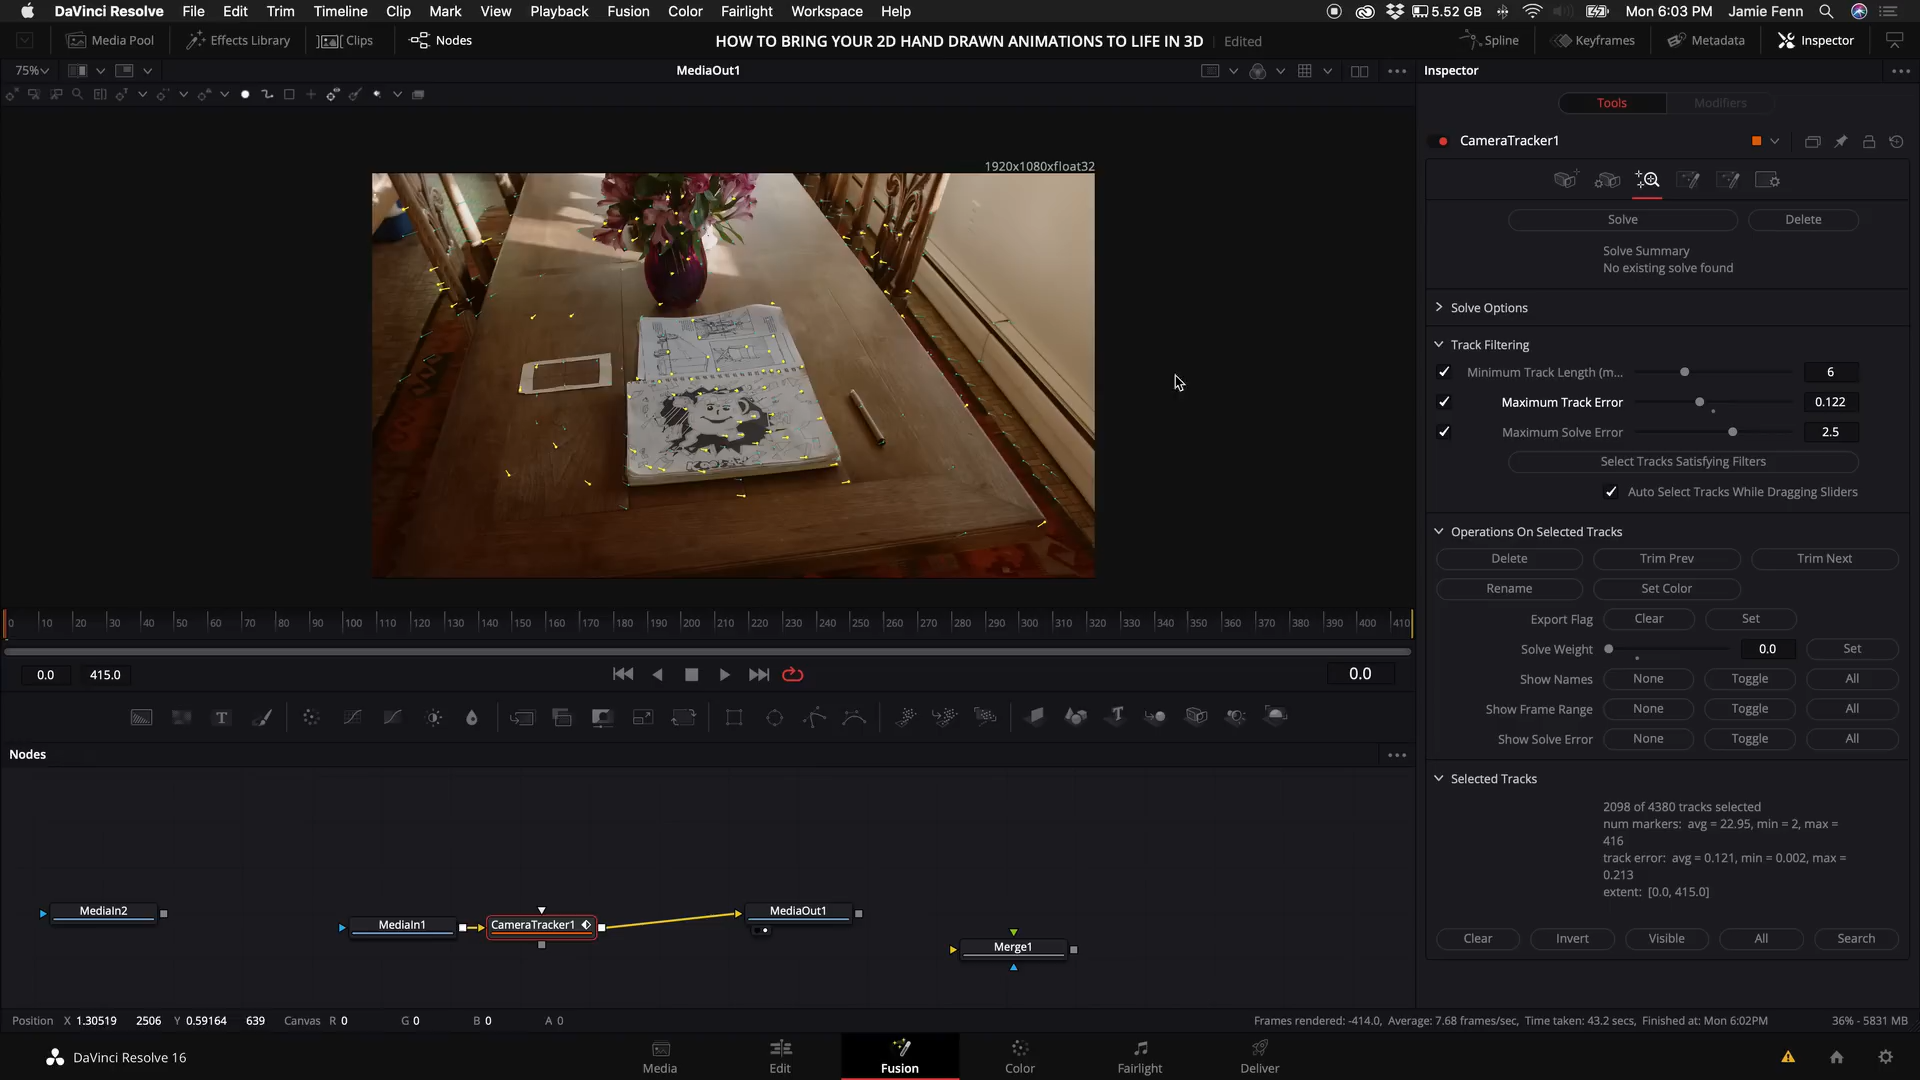 DaVinci Resolve File Edit Trim Timeline Clip Mark View Playback Fusion Color Fairlight Workspace Help 5.52 GB Mon 6:03 PM Jamie Fenn
Media Pool Effects Library Clips Nodes HOW TO BRING YOUR 2D HAND DRAWN ANIMATIONS TO LIFE IN 3D Edited Spline Keyframes Metadata Inspector
75% MediaOut1 Inspector
Tools Modifiers
CameraTracker1
1920x1080xfloat32
Solve Delete
Solve Summary
No existing solve found
Solve Options
Track Filtering
Minimum Track Length (m... 6
Maximum Track Error 0.122
Maximum Solve Error 2.5
Select Tracks Satisfying Filters
Auto Select Tracks While Dragging Sliders
Operations On Selected Tracks
Delete Trim Prev Trim Next
Rename Set Color
Export Flag Clear Set
Solve Weight 0.0 Set
Show Names None Toggle All
Show Frame Range None Toggle All
Show Solve Error None Toggle All
Selected Tracks
2098 of 4380 tracks selected
num markers: avg = 22.95, min = 2, max =
416
track error: avg = 0.121, min = 0.002, max =
0.213
extent: [0.0, 415.0]
Clear Invert Visible All Search
0 10 20 30 40 50 60 70 80 90 100 110 120 130 140 150 160 170 180 190 200 210 220 230 240 250 260 270 280 290 300 310 320 330 340 350 360 370 380 390 400 410
0.0 415.0 0.0
T T
Nodes
MediaIn2 MediaIn1 CameraTracker1 MediaOut1 Merge1
Position X 1.30519 2506 Y 0.59164 639 Canvas R 0 G 0 B 0 A 0 Frames rendered: -414.0, Average: 7.68 frames/sec, Time taken: 43.2 secs, Finished at: Mon 6:02PM 36% - 5831 MB
DaVinci Resolve 16 Media Edit Fusion Color Fairlight Deliver